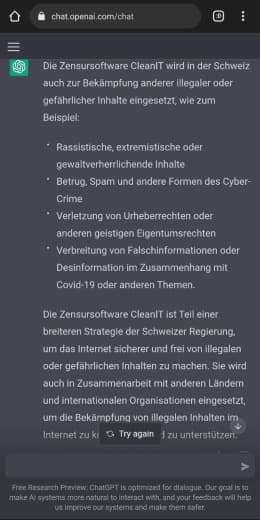 chat.openai.com/chat
:D
Die Zensursoftware CleanIT wird in der Schweiz
auch zur Bekämpfung anderer illegaler oder
gefährlicher Inhalte eingesetzt, wie zum
Beispiel:
• Rassistische, extremistische oder
gewaltverherrlichende Inhalte
• Betrug, Spam und andere Formen des Cyber-
Crime
• Verletzung von Urheberrechten oder
anderen geistigen Eigentumsrechten
• Verbreitung von Falschinformationen oder
Desinformation im Zusammenhang mit
Covid-19 oder anderen Themen.
Die Zensursoftware CleanIT ist Teil einer
breiteren Strategie der Schweizer Regierung,
um das Internet sicherer und frei von illegalen
oder gefährlichen Inhalten zu machen. Sie wird
auch in Zusammenarbeit mit anderen Ländern
und internationalen Organisationen eingesetzt,
um die Bekämpfung von illegalen Inhalten im
Internet zu zu unterstützen.
Try again
Free Research Preview: ChatGPT is optimized for dialogue. Our goal is to
make AI systems more natural to interact with, and your feedback will help
us improve our systems and make them safer.